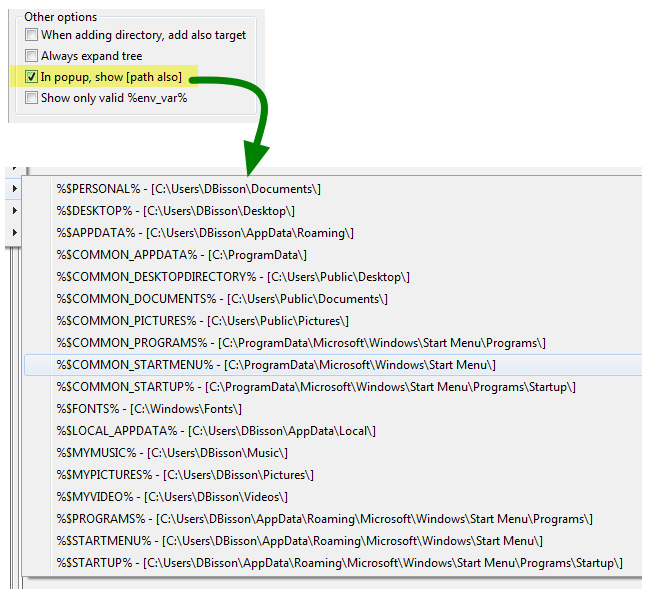 Other options
When adding directory, add also target
Always expand tree
In popup, show [path also]
Show only valid %env_var%
%$PERSONAL% - [C:\Users\DBisson\Documents\]
%$DESKTOP% - [C:\Users\DBisson\Desktop\]
%$APPDATA% - [C:\Users\DBisson\AppData\Roaming\]
%$COMMON_APPDATA% - [C:\ProgramData\]
%$COMMON_DESKTOPDIRECTORY% - [C:\Users\Public\Desktop\]
%$COMMON_DOCUMENTS% - [C:\Users\Public\Documents\]
%$COMMON_PICTURES% - [C:\Users\Public\Pictures\]
%$COMMON_PROGRAMS% - [C:\ProgramData\Microsoft\Windows\Start Menu\Programs\]
%$COMMON_STARTMENU% - [C:\ProgramData\Microsoft\Windows\Start Menu\]
%$COMMON_STARTUP% - [C:\ProgramData\Microsoft\Windows\Start Menu\Programs\Startup\]
%$FONTS% - [C:\Windows\Fonts\]
%$LOCAL_APPDATA% - [C:\Users\DBisson\AppData\Local\]
%$MYMUSIC% - [C:\Users\DBisson\Music\]
%$MYPICTURES% - [C:\Users\DBisson\Pictures\]
%$MYVIDEO% - [C:\Users\DBisson\Videos\]
%$PROGRAMS% - [C:\Users\DBisson\AppData\Roaming\Microsoft\Windows\Start Menu\Programs\]
%$STARTMENU% - [C:\Users\DBisson\AppData\Roaming\Microsoft\Windows\Start Menu\]
%$STARTUP% - [C:\Users\DBisson\AppData\Roaming\Microsoft\Windows\Start Menu\Programs\Startup\]